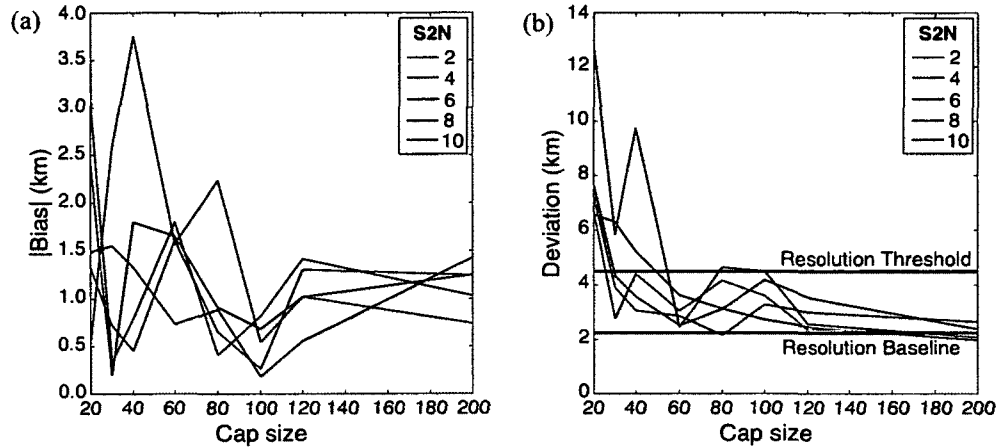 (a)
4.0
3.5
3.0
2.5
2.0
1.5
1.0
0.5
0.0
|Bias| (km)
20 40 60 80 100 120 140 160 180 200
Cap size
S2N
2
4
6
8
10
(b)
14
12
10
8
6
4
2
0
Deviation (km)
20 40 60 80 100 120 140 160 180 200
Cap size
S2N
2
4
6
8
10
Resolution Threshold
Resolution Baseline